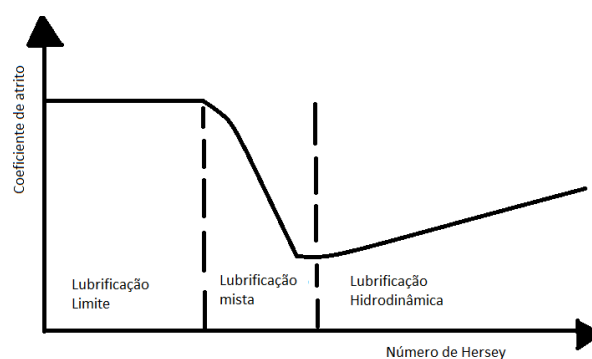 Coeficiente de atrito
Lubrificação
Limite
Lubrificação
mista
Lubrificação
Hidrodinâmica
Número de Hersey